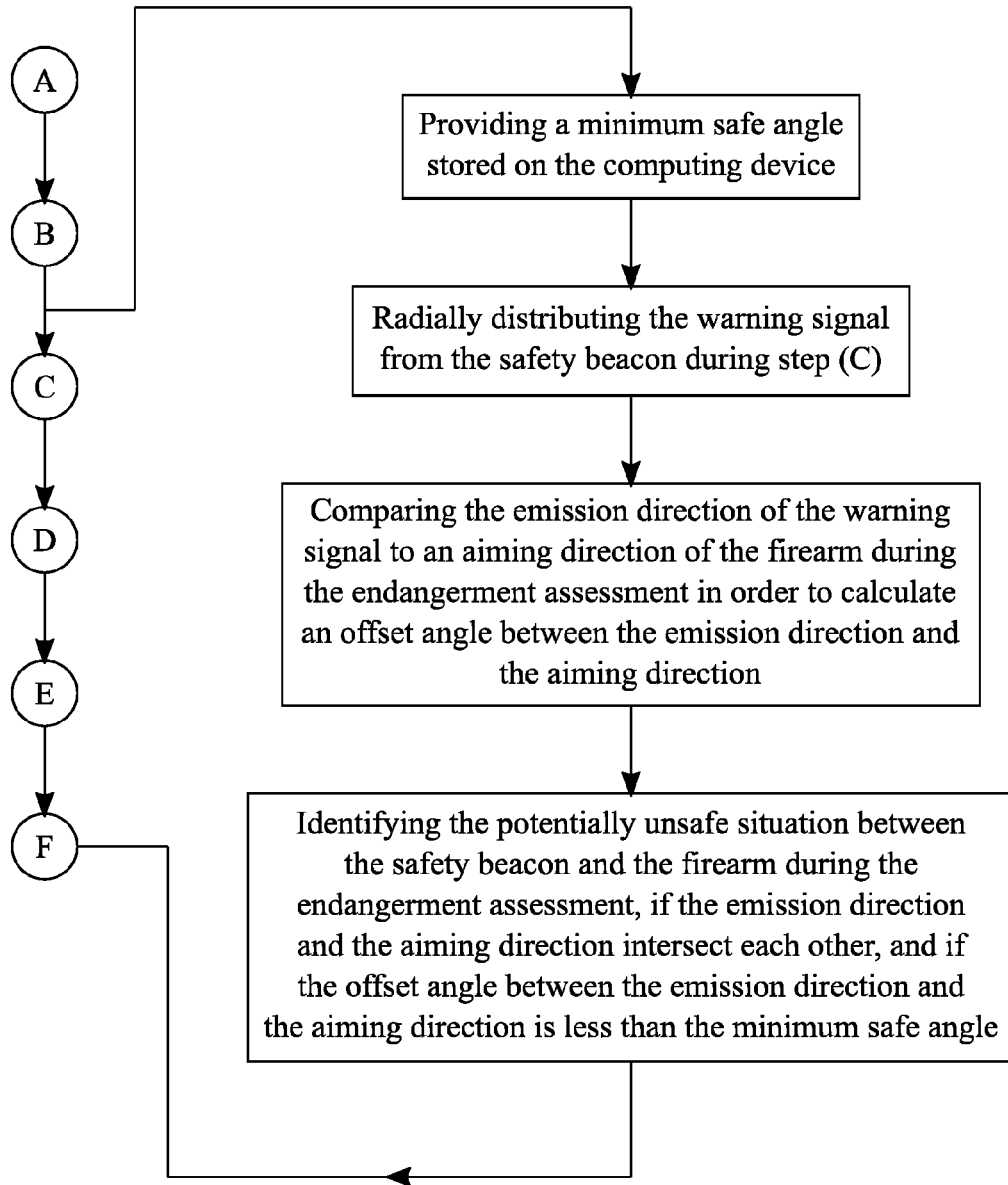 A
B
C
D
E
F
Providing a minimum safe angle
stored on the computing device
Radially distributing the warning signal
from the safety beacon during step (C)
Comparing the emission direction of the warning
signal to an aiming direction of the firearm during
the endangerment assessment in order to calculate
an offset angle between the emission direction and
the aiming direction
Identifying the potentially unsafe situation between
the safety beacon and the firearm during the
endangerment assessment, if the emission direction
and the aiming direction intersect each other, and if
the offset angle between the emission direction and
the aiming direction is less than the minimum safe angle